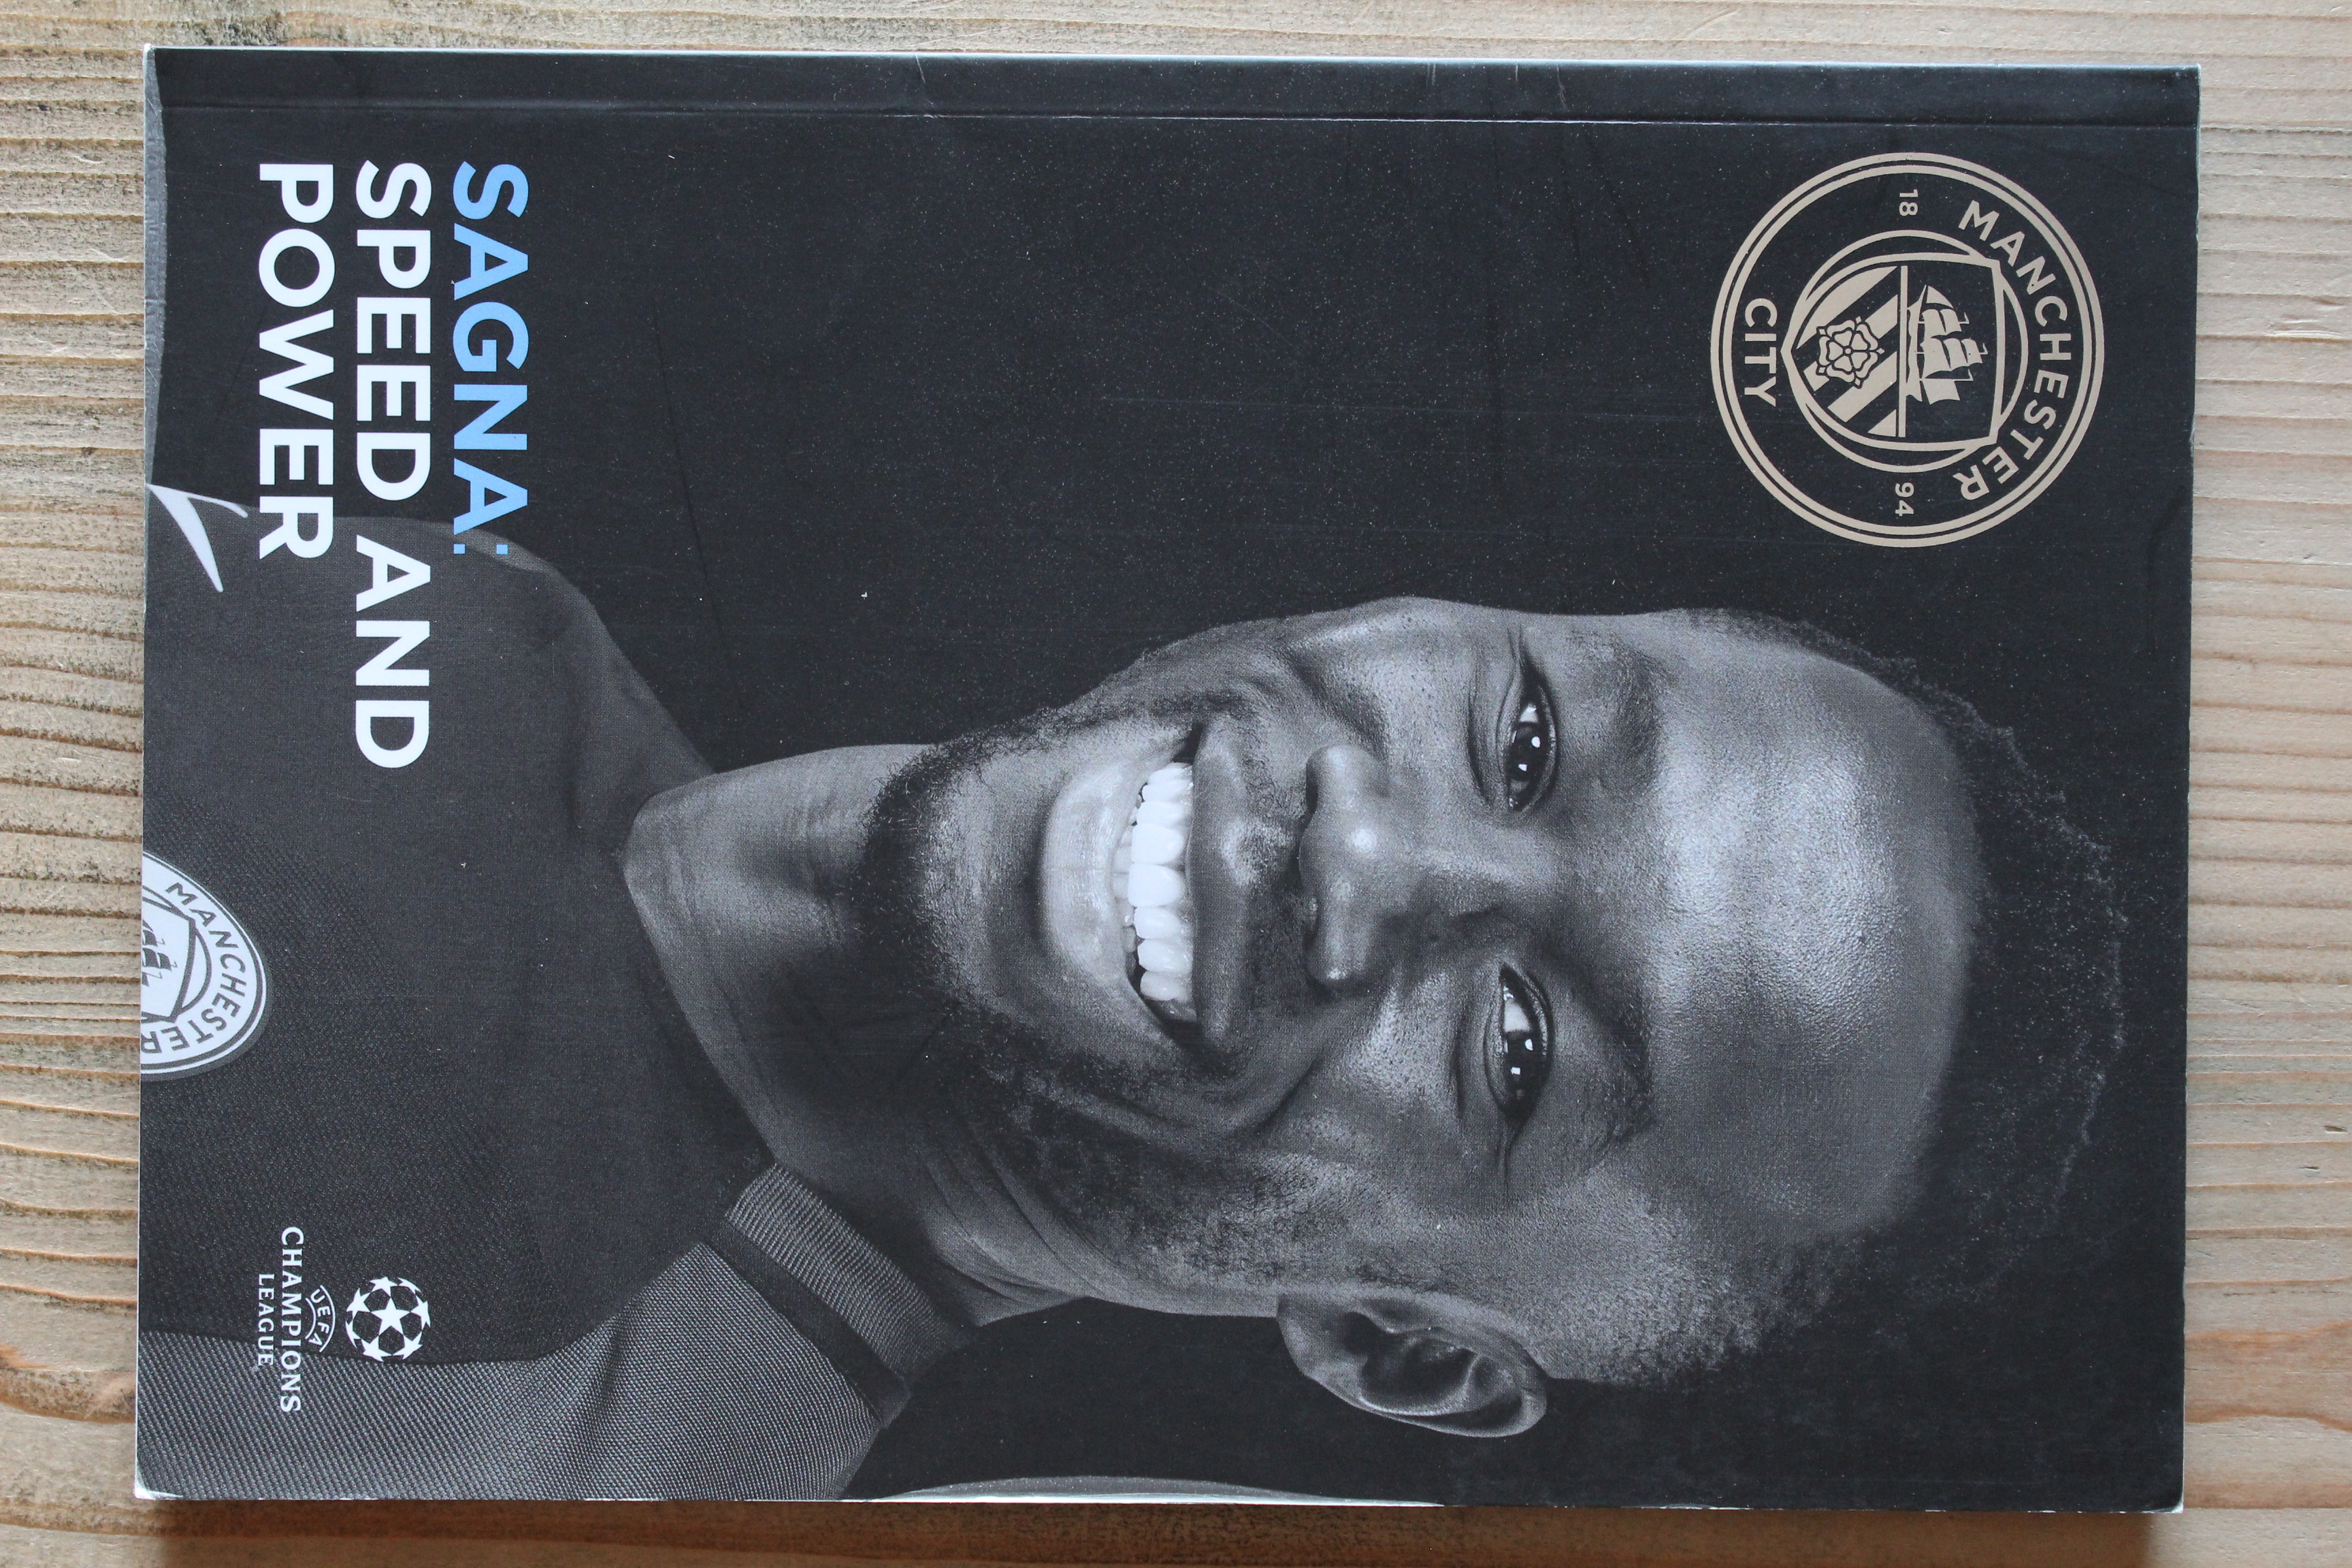 MANCHESTER
18 94
CITY
SAGNA:
SPEED AND
POWER
MANCHESTER
UEFA
CHAMPIONS
LEAGUE